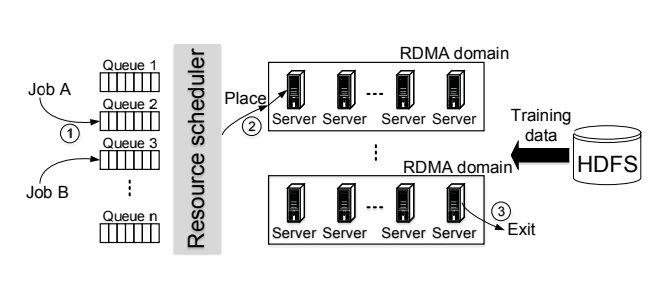 Queue 1
Job A
Queue 2
1
Queue 3
Job B
Queue n
Resource scheduler
Place
2
RDMA domain
Server Server Server Server
RDMA domain
Server Server Server Server
3
Exit
Training
data
HDFS